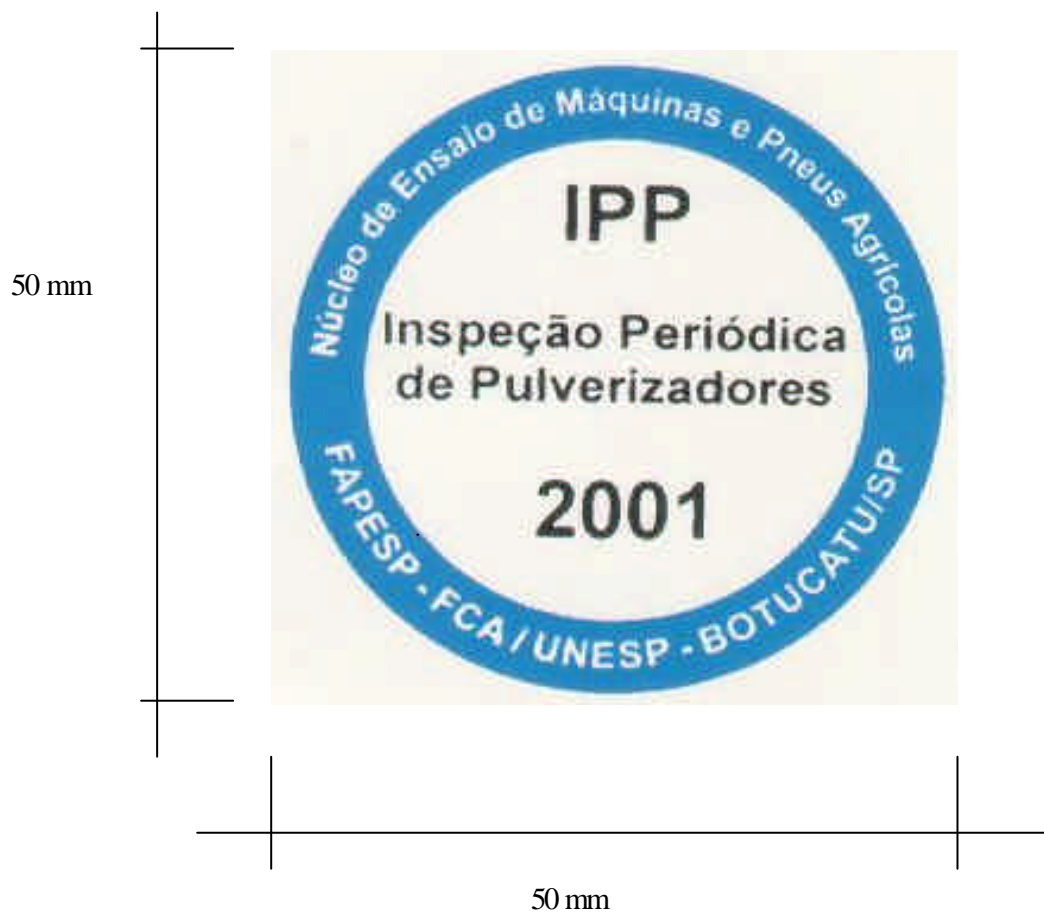 Núcleo de Ensaio de Máquinas e Pneus Agrícolas
IPP
50 mm
Inspeção Periódica
de Pulverizadores
2001
FAPESP - FCA / UNESP - BOTUCATU/SP
50 mm